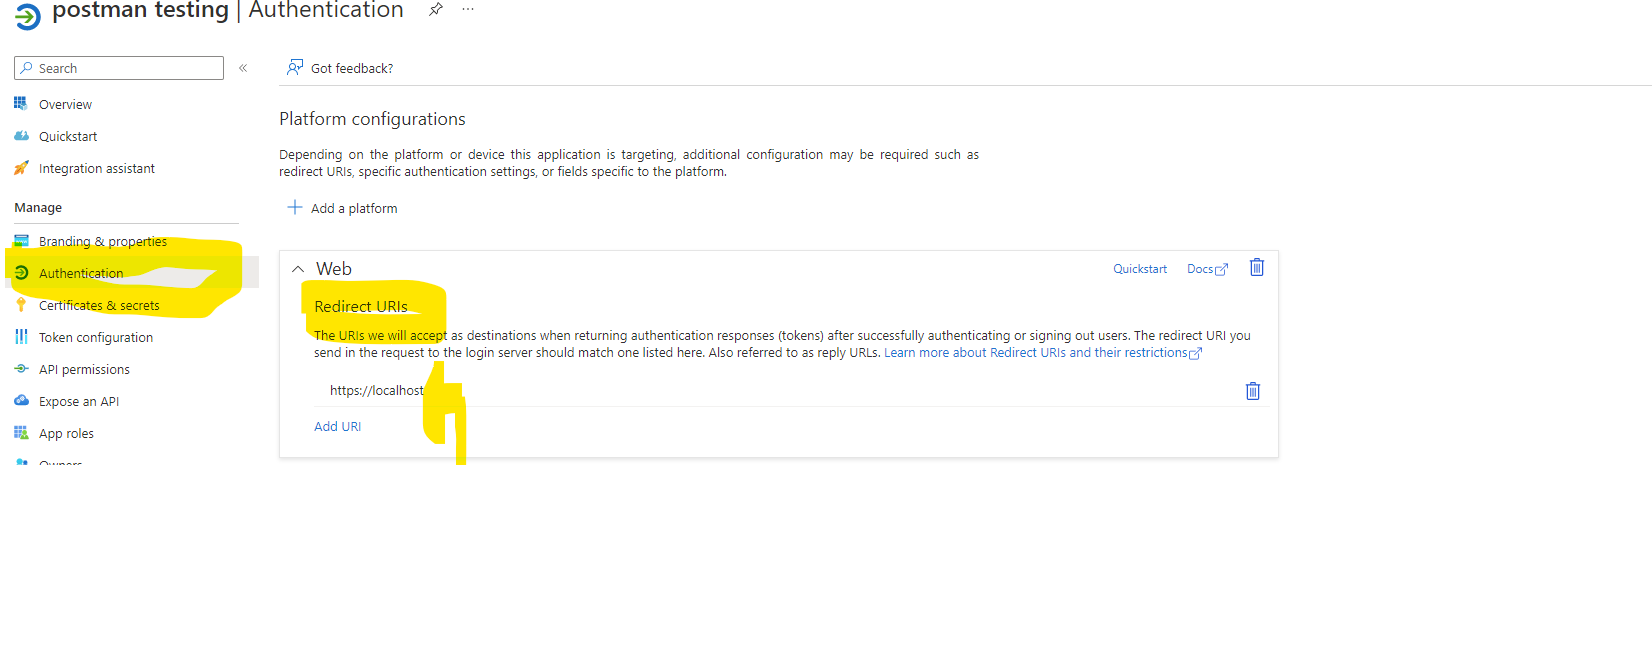 postman testing | Authentication
Search
Got feedback?
Overview
Quickstart
Integration assistant
Manage
Branding & properties
Authentication
Certificates & secrets
Token configuration
API permissions
Expose an API
App roles
Owners
Platform configurations
Depending on the platform or device this application is targeting, additional configuration may be required such as
redirect URIs, specific authentication settings, or fields specific to the platform.
Add a platform
Web
Quickstart
Docs
Redirect URIs
The URIs we will accept as destinations when returning authentication responses (tokens) after successfully authenticating or signing out users. The redirect URI you
send in the request to the login server should match one listed here. Also referred to as reply URLs. Learn more about Redirect URIs and their restrictions
https://localhost
Add URI